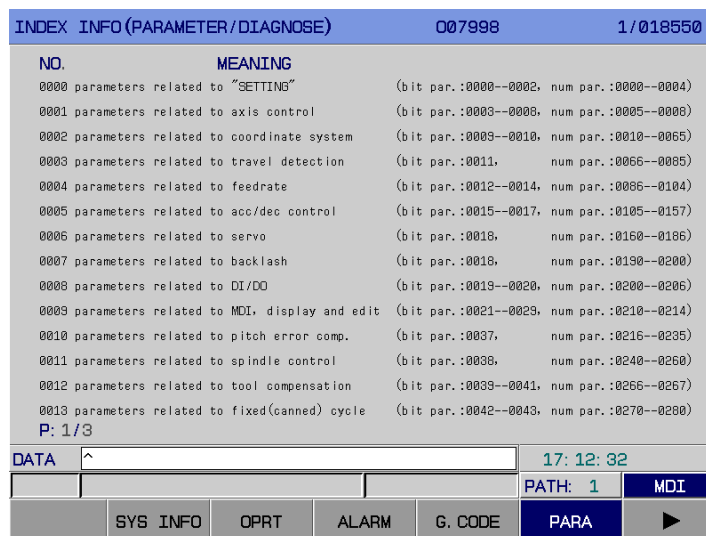 INDEX INFO(PARAMETER/DIAGNOSE) O07998 1/018550
NO. MEANING
0000 parameters related to "SETTING" (bit par.:0000--0002, num par.:0000--0004)
0001 parameters related to axis control (bit par.:0003--0008, num par.:0005--0008)
0002 parameters related to coordinate system (bit par.:0009--0010, num par.:0010--0065)
0003 parameters related to travel detection (bit par.:0011, num par.:0066--0085)
0004 parameters related to feedrate (bit par.:0012--0014, num par.:0086--0104)
0005 parameters related to acc/dec control (bit par.:0015--0017, num par.:0105--0157)
0006 parameters related to servo (bit par.:0018, num par.:0160--0186)
0007 parameters related to backlash (bit par.:0018, num par.:0190--0200)
0008 parameters related to DI/DO (bit par.:0019--0020, num par.:0200--0206)
0009 parameters related to MDI, display and edit (bit par.:0021--0029, num par.:0210--0214)
0010 parameters related to pitch error comp. (bit par.:0037, num par.:0216--0235)
0011 parameters related to spindle control (bit par.:0038, num par.:0240--0260)
0012 parameters related to tool compensation (bit par.:0039--0041, num par.:0266--0267)
0013 parameters related to fixed(canned) cycle (bit par.:0042--0043, num par.:0270--0280)
P: 1/3
DATA ^ 17:12:32
PATH: 1 MDI
SYS INFO OPRT ALARM G. CODE PARA ▶